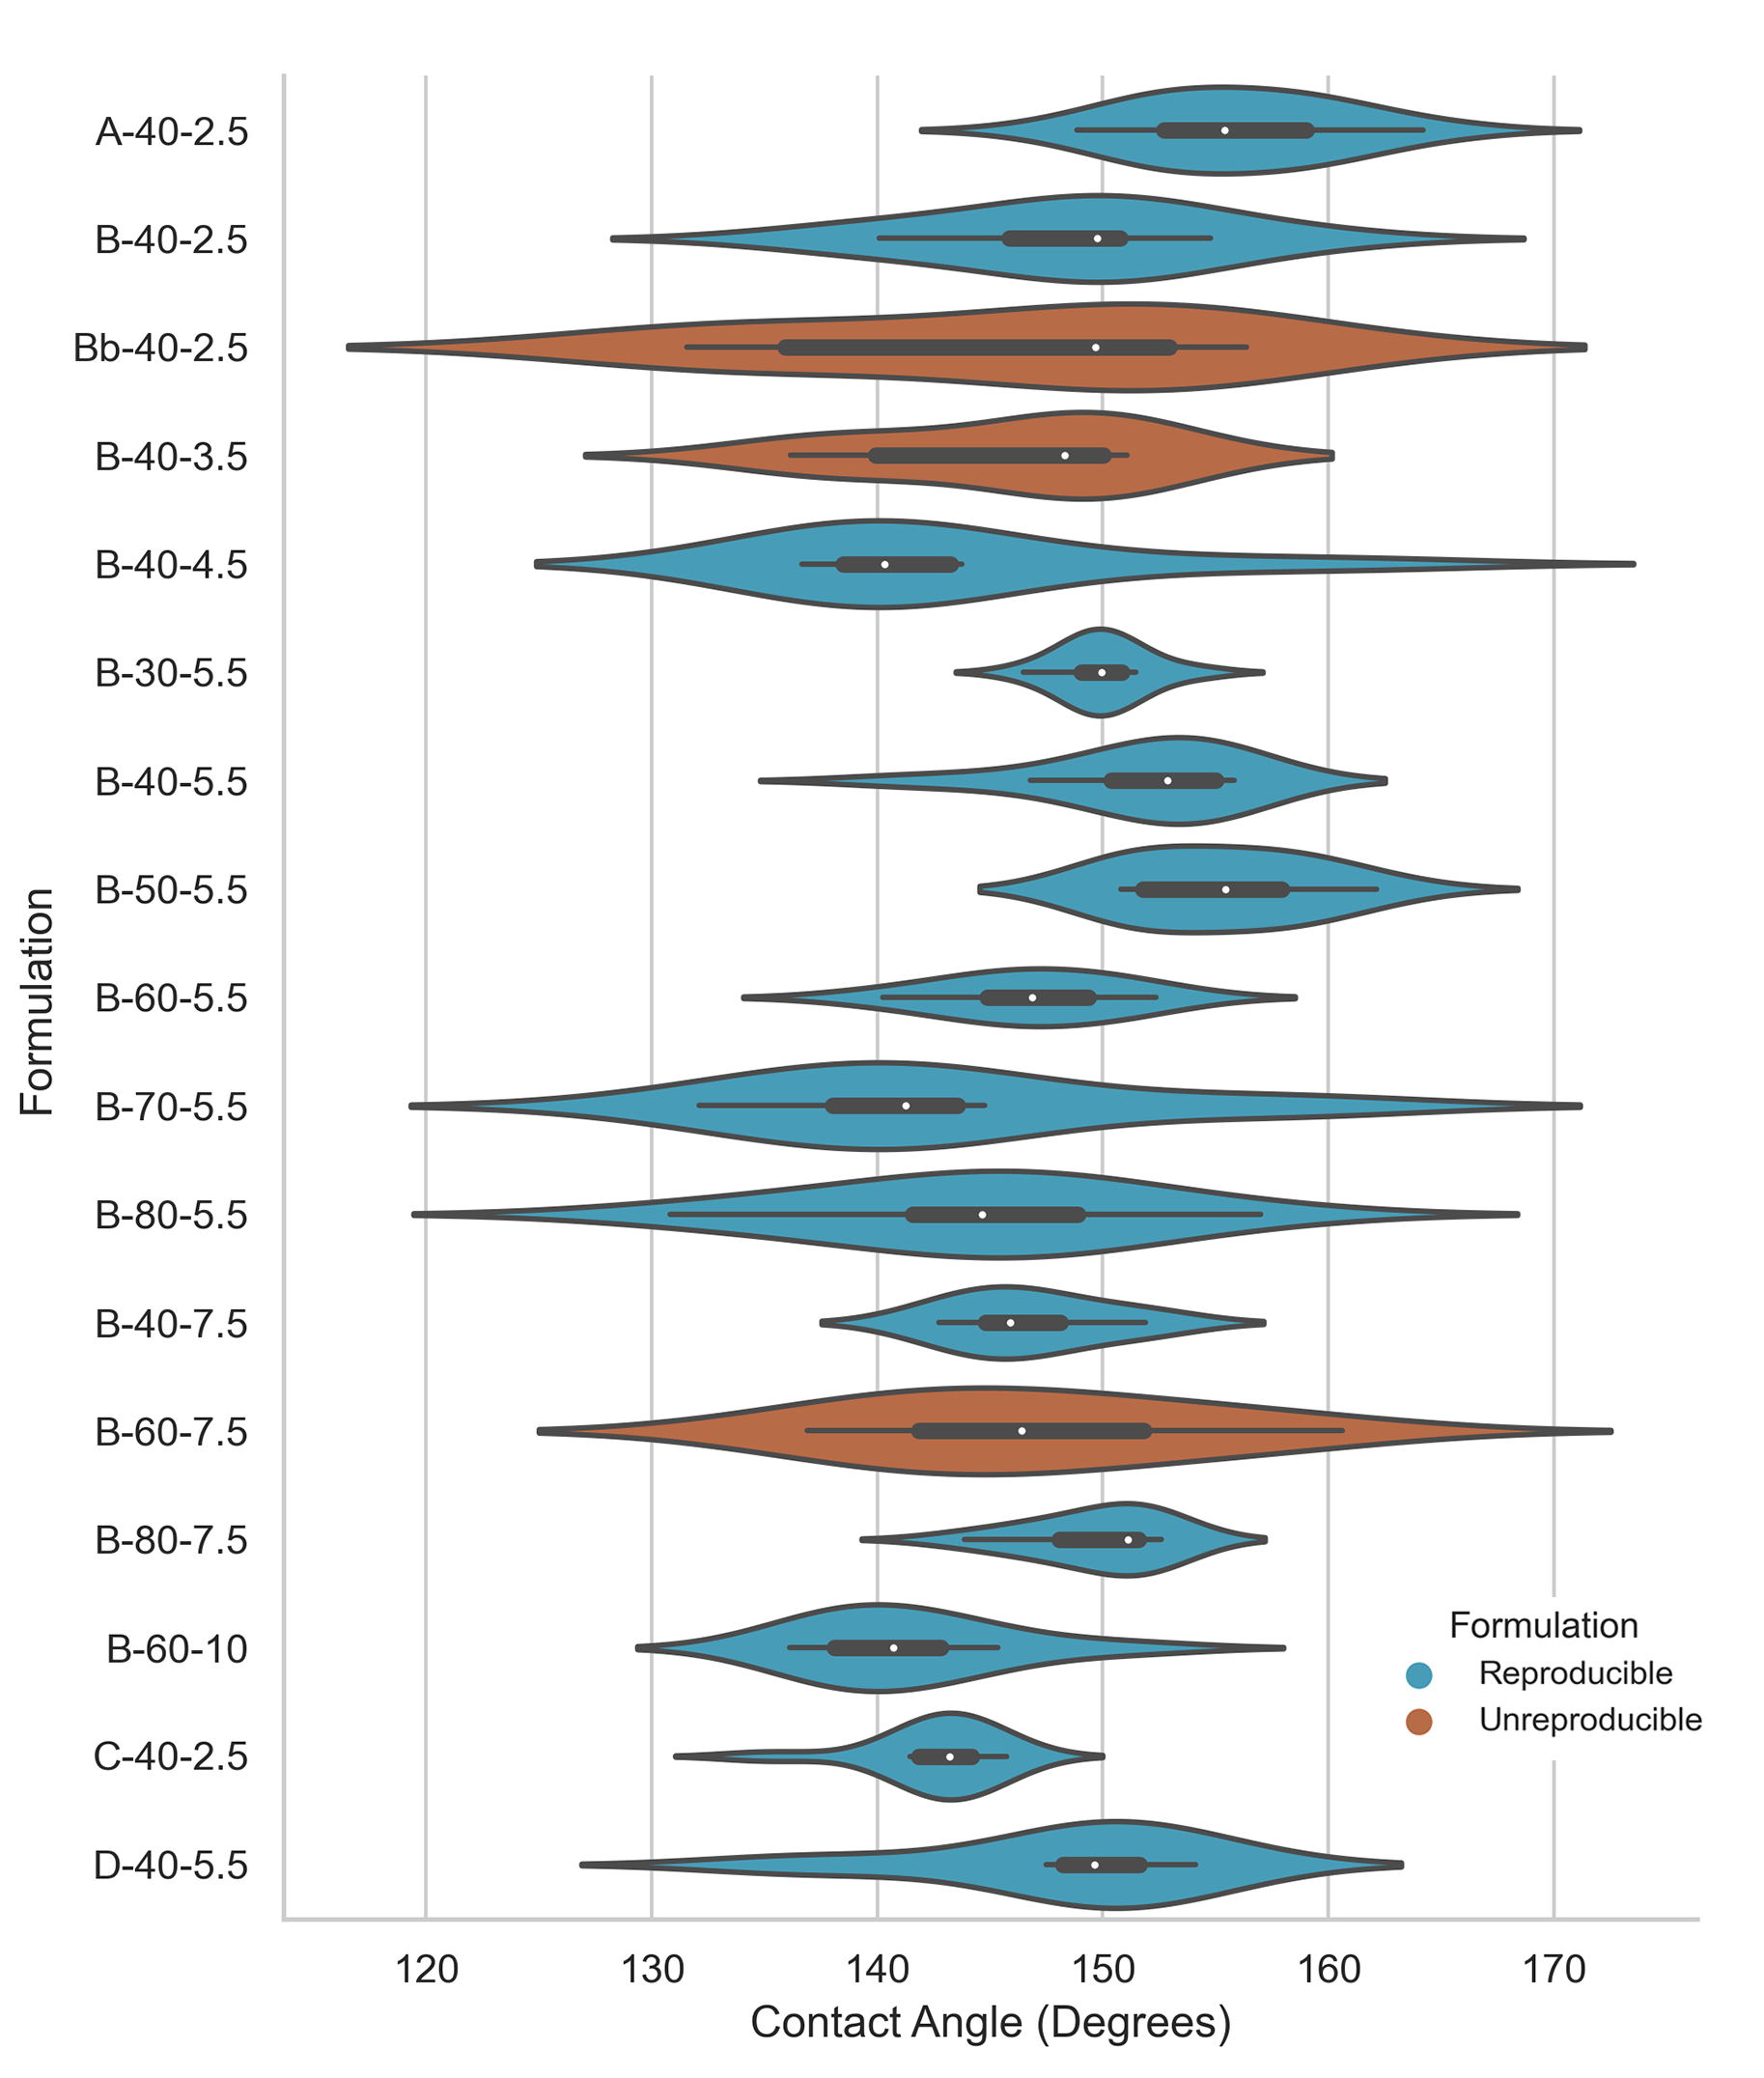 A-40-2.5
B-40-2.5
Bb-40-2.5
B-40-3.5
B-40-4.5
B-30-5.5
B-40-5.5
B-50-5.5
B-60-5.5
B-70-5.5
B-80-5.5
B-40-7.5
B-60-7.5
B-80-7.5
B-60-10
C-40-2.5
D-40-5.5
Formulation
Formulation
Reproducible
Unreproducible
120 130 140 150 160 170
Contact Angle (Degrees)